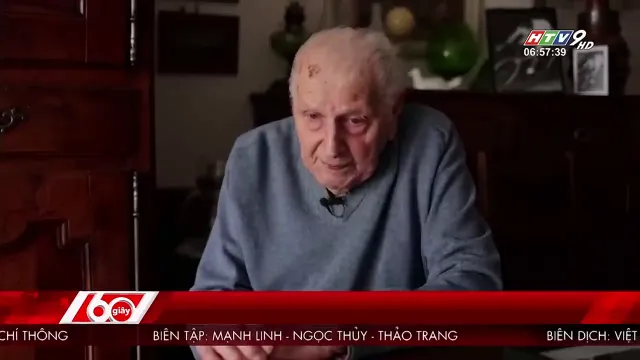 HTV9 HD
06:57:39
60 giây
CHÍ THÔNG BIÊN TẬP: MẠNH LINH - NGỌC THỦY - THẢO TRANG BIÊN DỊCH: VIỆT